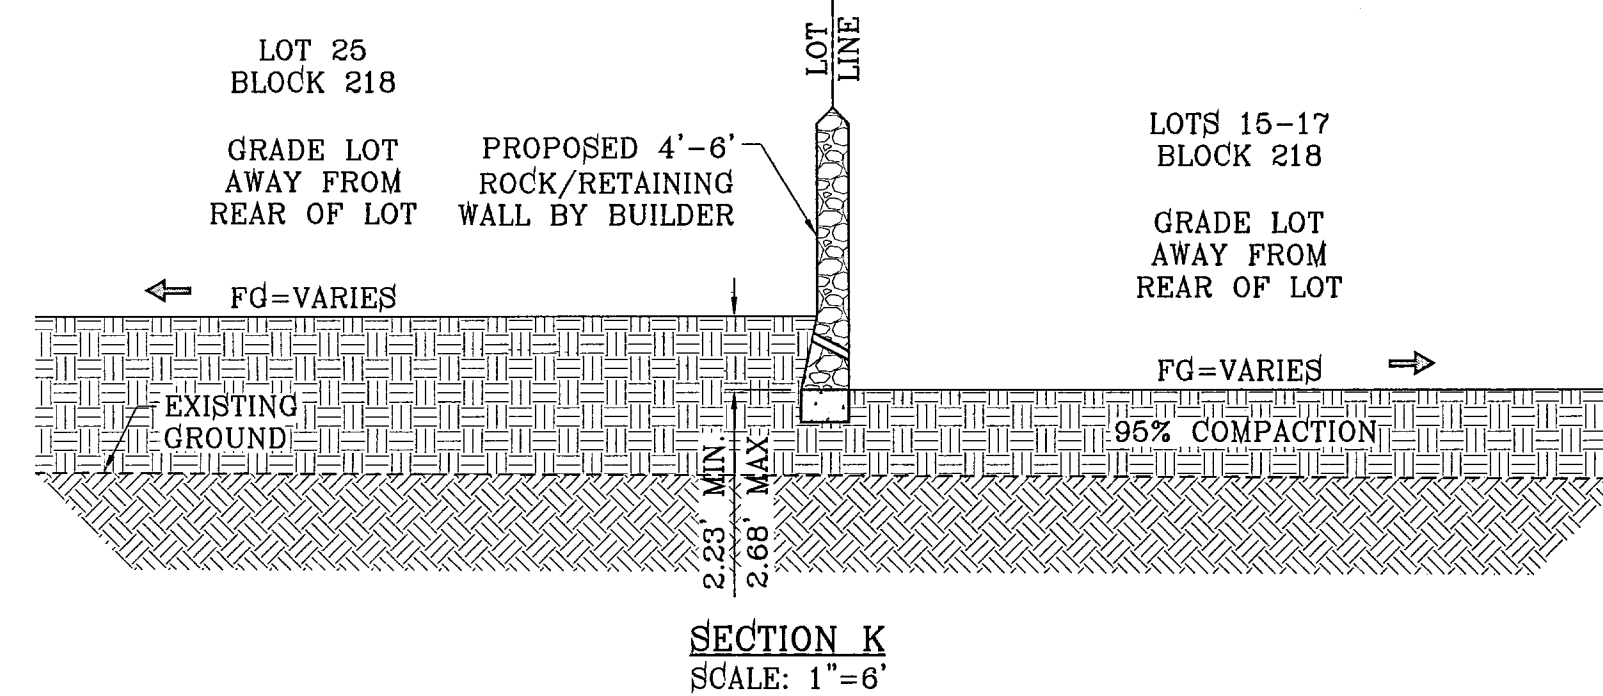 LOT 25
BLOCK 218
GRADE LOT
AWAY FROM
REAR OF LOT
PROPOSED 4'-6'
ROCK/RETAINING
WALL BY BUILDER
LOT
LINE
LOTS 15-17
BLOCK 218
GRADE LOT
AWAY FROM
REAR OF LOT
FG=VARIES
FG=VARIES
EXISTING
GROUND
95% COMPACTION
2.23' MIN.
2.68' MAX
SECTION K
SCALE: 1"=6'